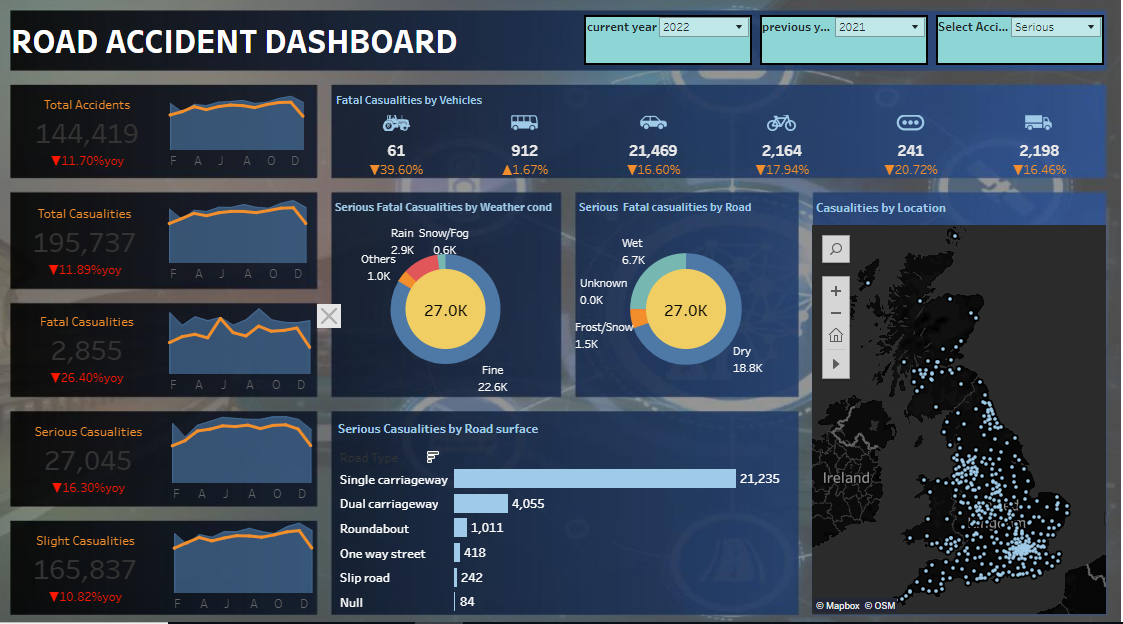 ROAD ACCIDENT DASHBOARD
current year 2022
previous y... 2021
Select Acci... Serious
Total Accidents
144,419
▼11.70%yoy
F A J A O D
Total Casualities
195,737
▼11.89%yoy
F A J A O D
Fatal Casualities
2,855
▼26.40%yoy
F A J A O D
Serious Casualities
27,045
▼16.30%yoy
F A J A O D
Slight Casualities
165,837
▼10.82%yoy
F A J A O D
Fatal Casualities by Vehicles
61 912 21,469 2,164 241 2,198
▼39.60% ▲1.67% ▼16.60% ▼17.94% ▼20.72% ▼16.46%
Serious Fatal Casualities by Weather cond
Rain
2.9K
Snow/Fog
0.6K
Others
1.0K
27.0K
Fine
22.6K
Serious Fatal casualities by Road
Wet
6.7K
Unknown
0.0K
Frost/Snow
1.5K
27.0K
Dry
18.8K
Serious Casualities by Road surface
Road Type
Single carriageway 21,235
Dual carriageway 4,055
Roundabout 1,011
One way street 418
Slip road 242
Null 84
Casualities by Location
Ireland
© Mapbox © OSM